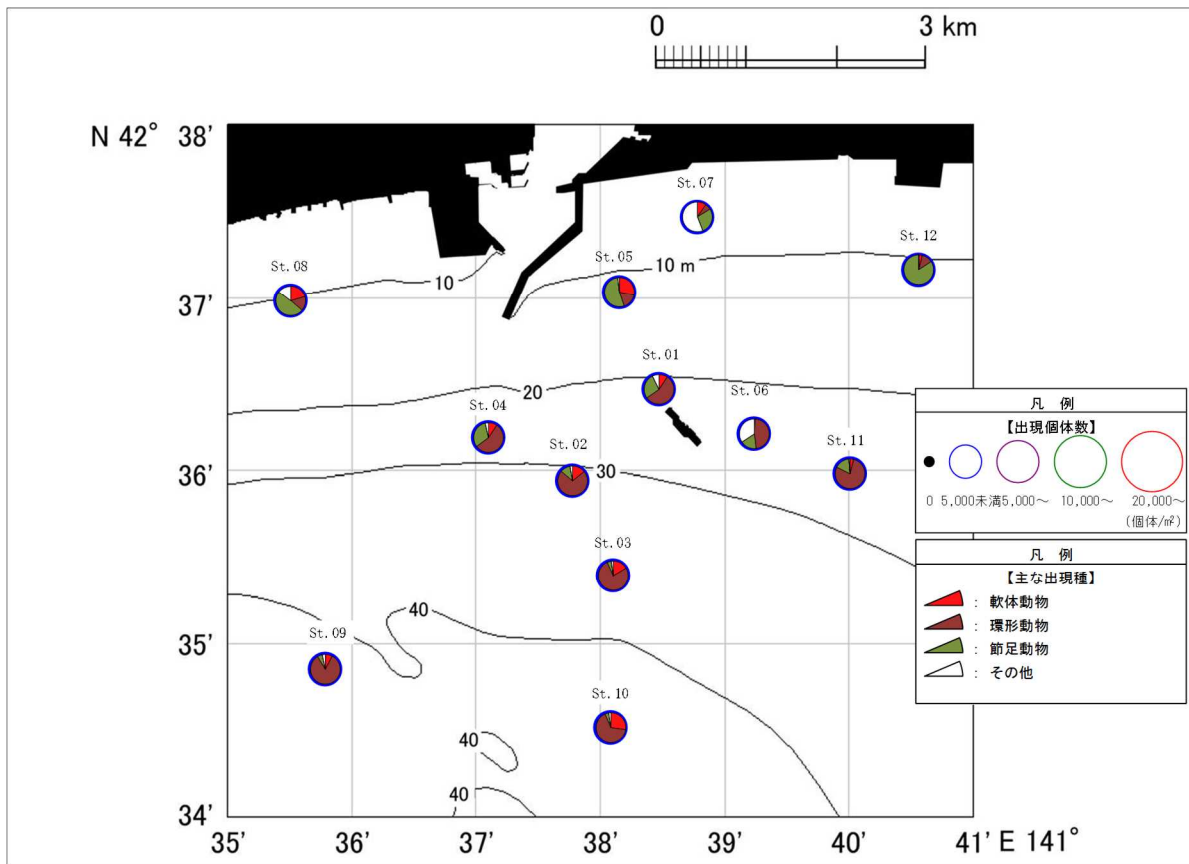 0 3 km
N 42° 38'
St.07
St.12
St.05
10 m
St.08
10
37'
St.01
20
St.06
St.04
St.02
St.11
36'
30
凡 例
【出現個体数】
0 5,000未満 5,000～ 10,000～ 20,000～
(個体/㎡)
St.03
凡 例
【主な出現種】
: 軟体動物
: 環形動物
: 節足動物
: その他
40
35'
St.09
St.10
40
40
34'
35' 36' 37' 38' 39' 40' 41' E 141°